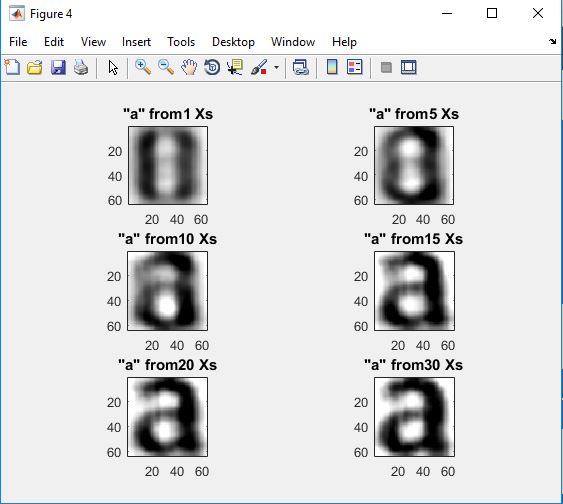 Figure 4
File Edit View Insert Tools Desktop Window Help
"a" from1 Xs
20
40
60
20 40 60
"a" from5 Xs
20
40
60
20 40 60
"a" from10 Xs
20
40
60
20 40 60
"a" from15 Xs
20
40
60
20 40 60
"a" from20 Xs
20
40
60
20 40 60
"a" from30 Xs
20
40
60
20 40 60